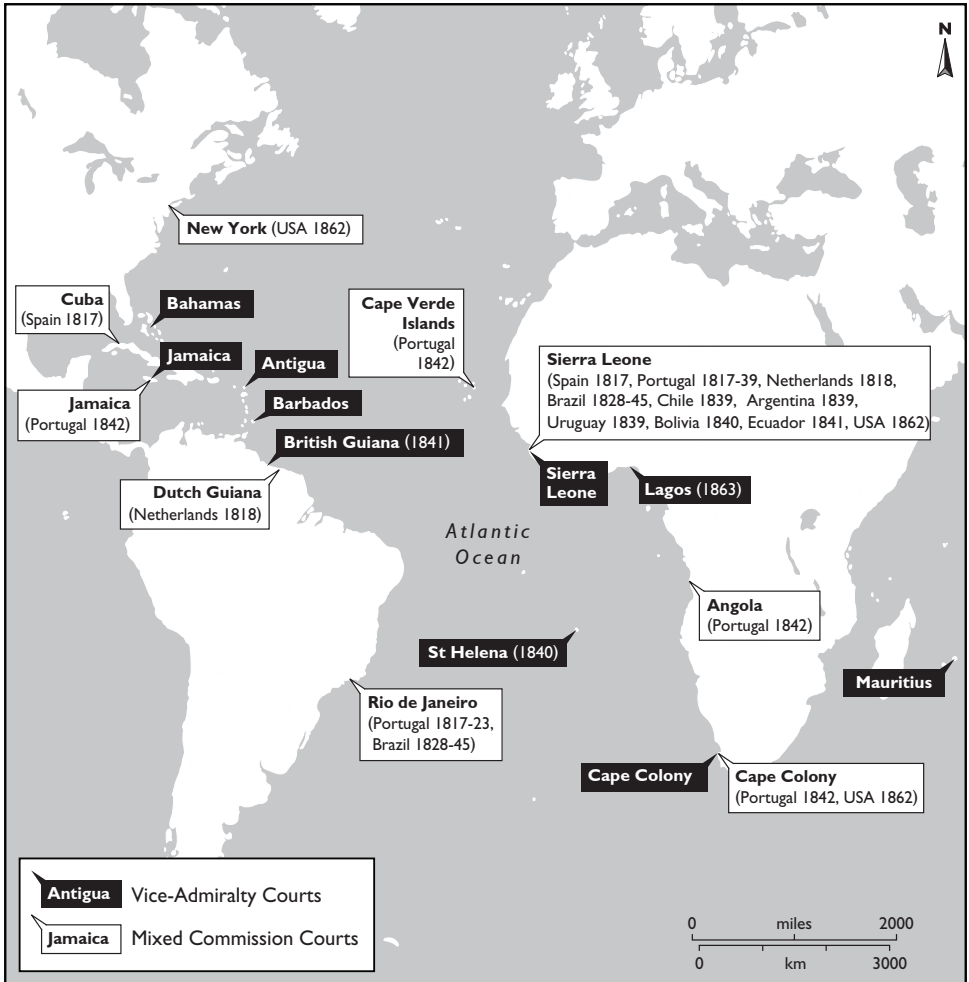 N
New York (USA 1862)
Cuba
(Spain 1817)
Bahamas
Cape Verde
Islands
(Portugal
1842)
Jamaica
Antigua
Sierra Leone
(Spain 1817, Portugal 1817-39, Netherlands 1818,
Brazil 1828-45, Chile 1839, Argentina 1839,
Uruguay 1839, Bolivia 1840, Ecuador 1841, USA 1862)
Jamaica
(Portugal 1842)
Barbados
British Guiana (1841)
Sierra
Leone
Lagos (1863)
Dutch Guiana
(Netherlands 1818)
Atlantic
Ocean
Angola
(Portugal 1842)
St Helena (1840)
Mauritius
Rio de Janeiro
(Portugal 1817-23,
Brazil 1828-45)
Cape Colony
Cape Colony
(Portugal 1842, USA 1862)
Antigua Vice-Admiralty Courts
Jamaica Mixed Commission Courts
0 miles 2000
0 km 3000